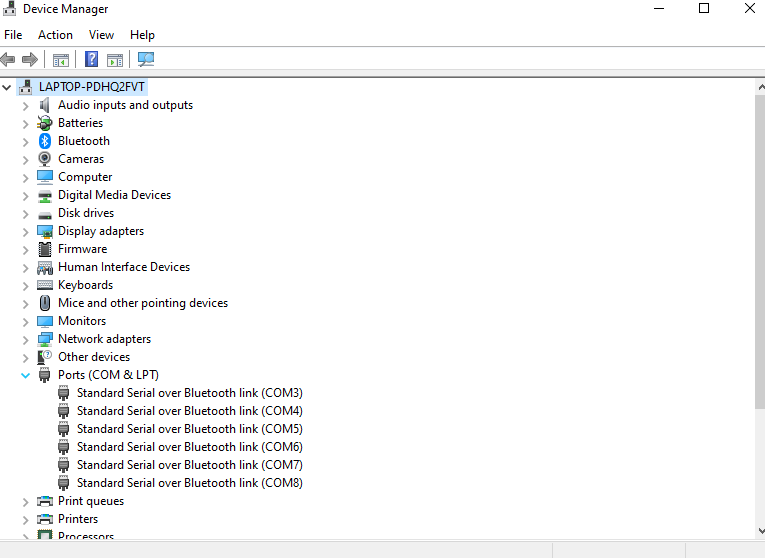 Device Manager
File Action View Help
LAPTOP-PDHQ2FVT
Audio inputs and outputs
Batteries
Bluetooth
Cameras
Computer
Digital Media Devices
Disk drives
Display adapters
Firmware
Human Interface Devices
Keyboards
Mice and other pointing devices
Monitors
Network adapters
Other devices
Ports (COM & LPT)
Standard Serial over Bluetooth link (COM3)
Standard Serial over Bluetooth link (COM4)
Standard Serial over Bluetooth link (COM5)
Standard Serial over Bluetooth link (COM6)
Standard Serial over Bluetooth link (COM7)
Standard Serial over Bluetooth link (COM8)
Print queues
Printers
Processors